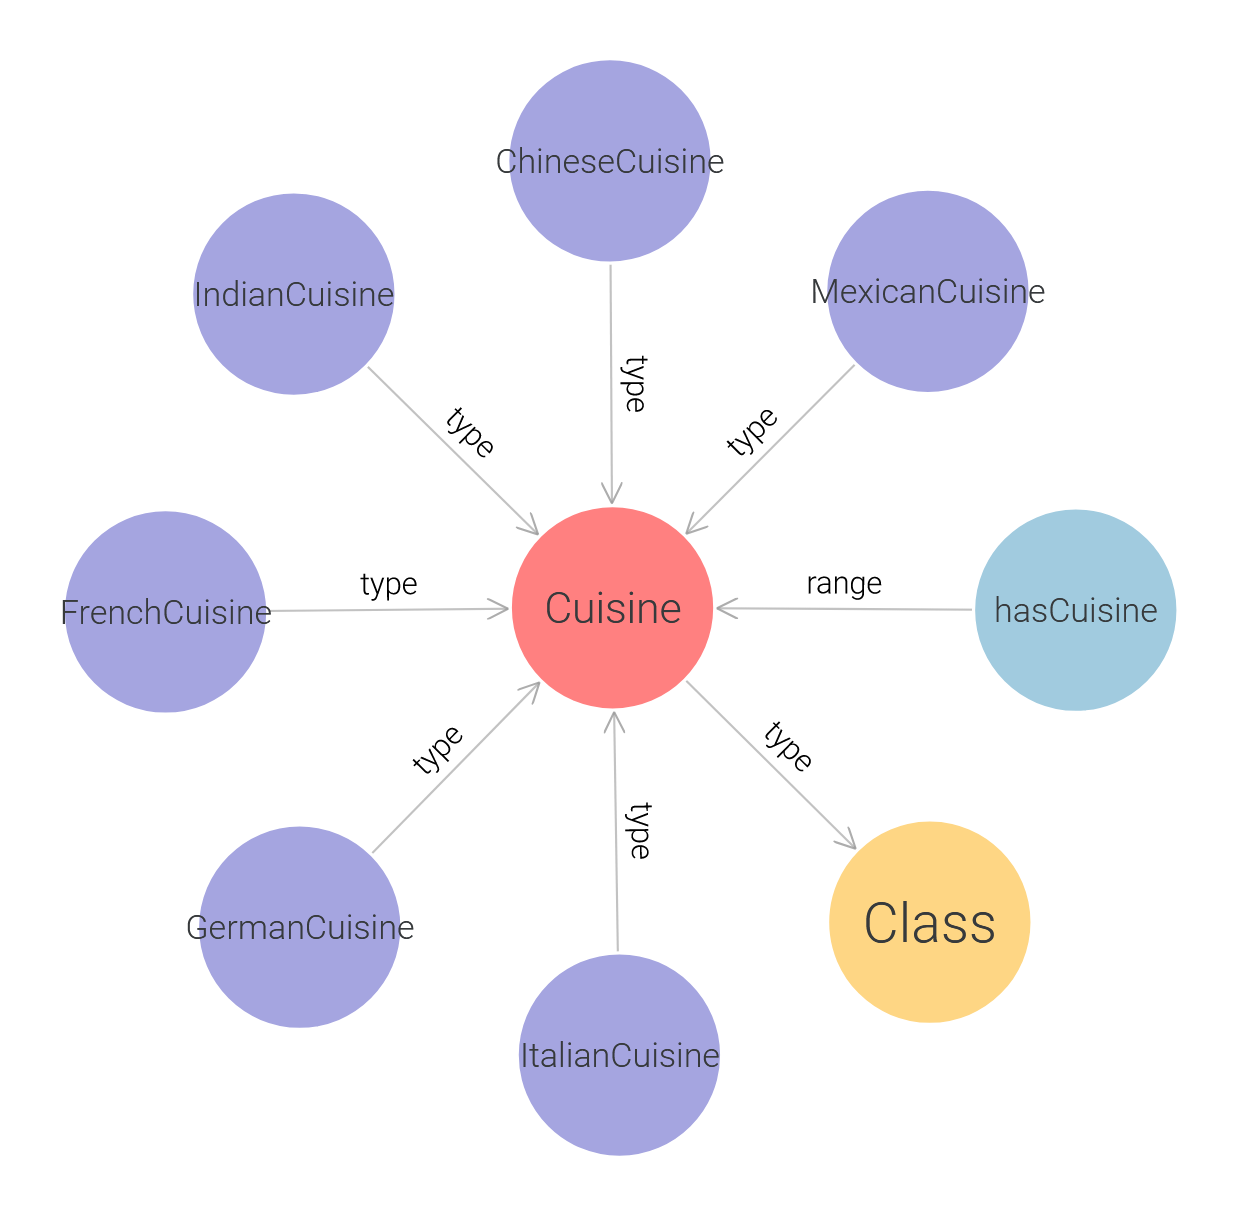 ChineseCuisine
MexicanCuisine
IndianCuisine
type
type
type
FrenchCuisine
type
Cuisine
range
hasCuisine
type
type
type
GermanCuisine
Class
ItalianCuisine